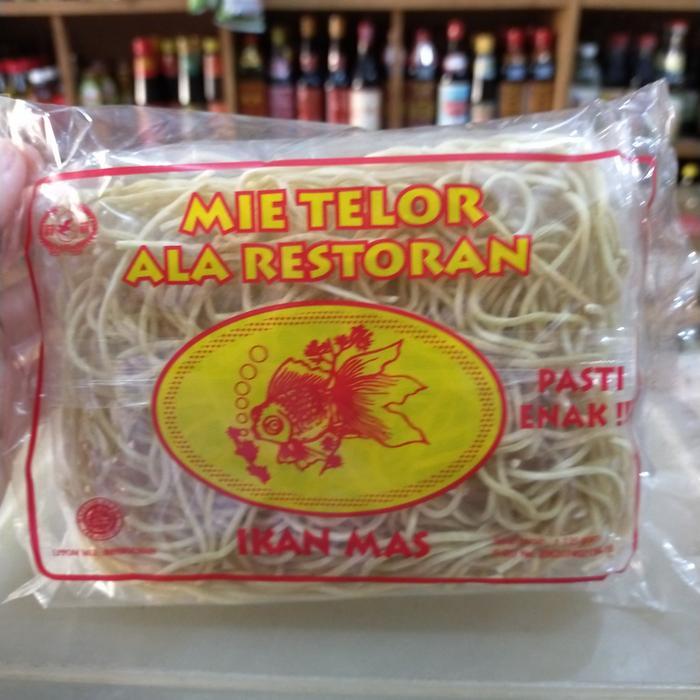 MIE TELOR
ALA RESTORAN
PASTI
ENAK !!
IKAN MAS